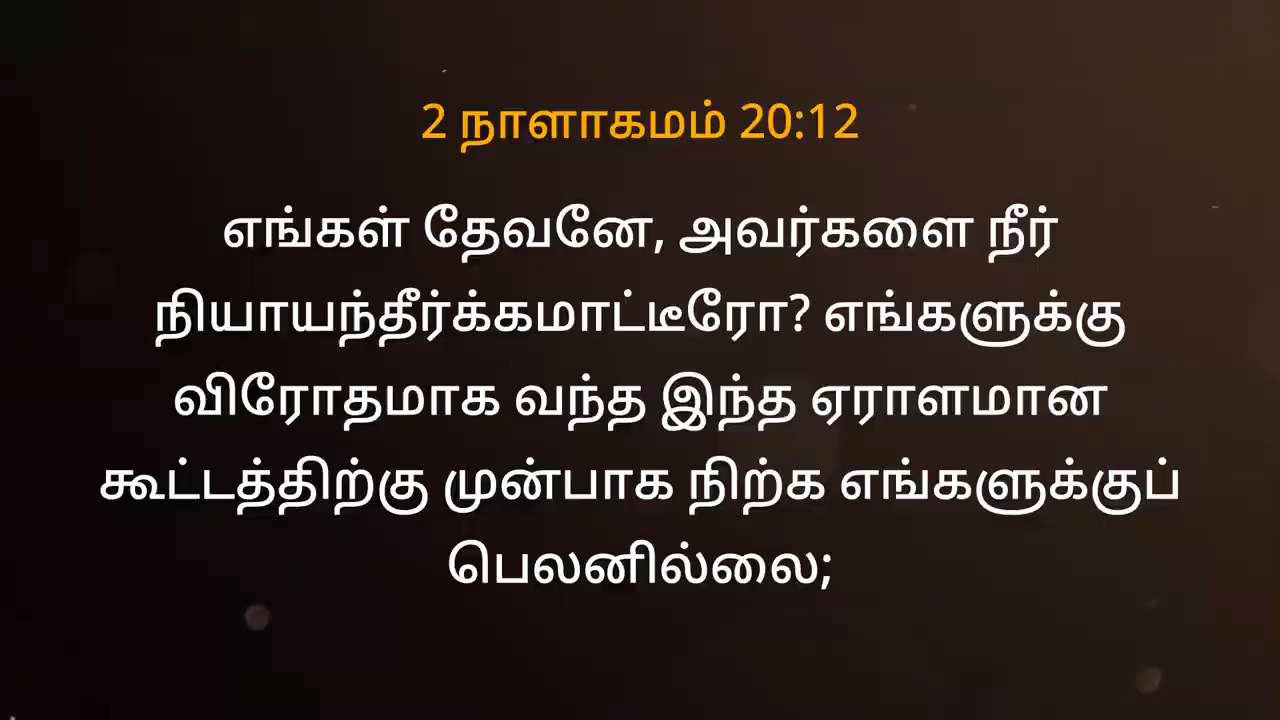 2 நாளாகமம் 20:12
எங்கள் தேவனே, அவர்களை நீர்
நியாயந்தீர்க்கமாட்டீரோ? எங்களுக்கு
விரோதமாக வந்த இந்த ஏராளமான
கூட்டத்திற்கு முன்பாக நிற்க எங்களுக்குப்
பெலனில்லை;